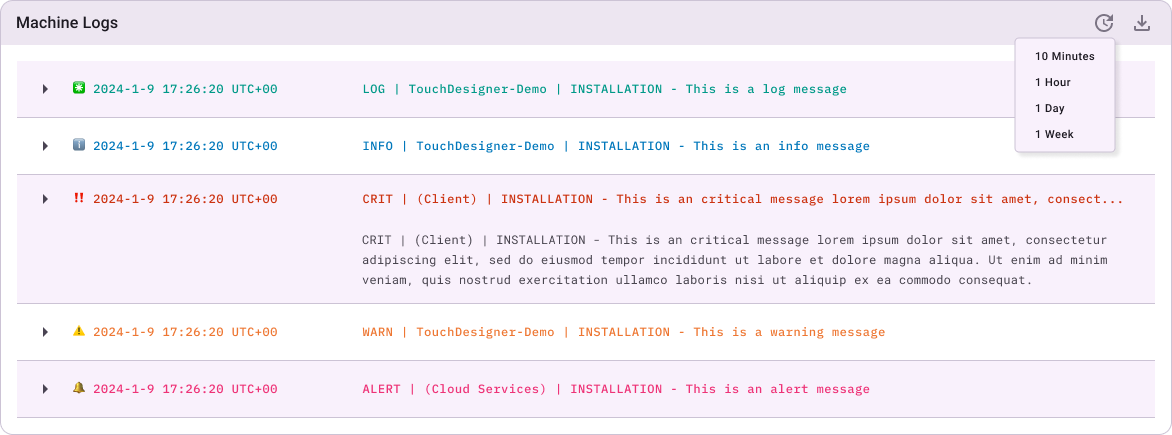 Machine Logs
10 Minutes
1 Hour
1 Day
1 Week
2024-1-9 17:26:20 UTC+00 LOG | TouchDesigner-Demo | INSTALLATION - This is a log message
2024-1-9 17:26:20 UTC+00 INFO | TouchDesigner-Demo | INSTALLATION - This is an info message
2024-1-9 17:26:20 UTC+00 CRIT | (Client) | INSTALLATION - This is an critical message lorem ipsum dolor sit amet, consect...
CRIT | (Client) | INSTALLATION - This is an critical message lorem ipsum dolor sit amet, consectetur
adipiscing elit, sed do eiusmod tempor incididunt ut labore et dolore magna aliqua. Ut enim ad minim
veniam, quis nostrud exercitation ullamco laboris nisi ut aliquip ex ea commodo consequat.
2024-1-9 17:26:20 UTC+00 WARN | TouchDesigner-Demo | INSTALLATION - This is a warning message
2024-1-9 17:26:20 UTC+00 ALERT | (Cloud Services) | INSTALLATION - This is an alert message